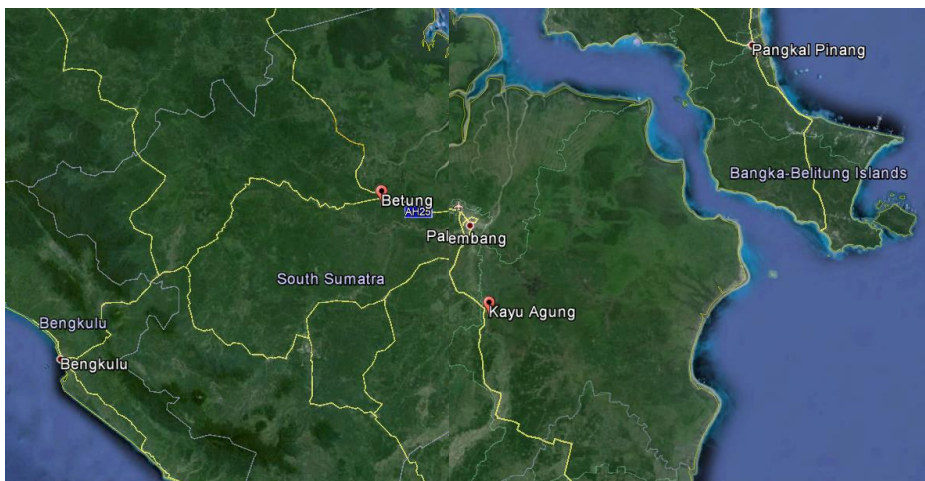 Pangkal Pinang
Bangka-Belitung Islands
Betung
AH25
Palembang
South Sumatra
Kayu Agung
Bengkulu
Bengkulu